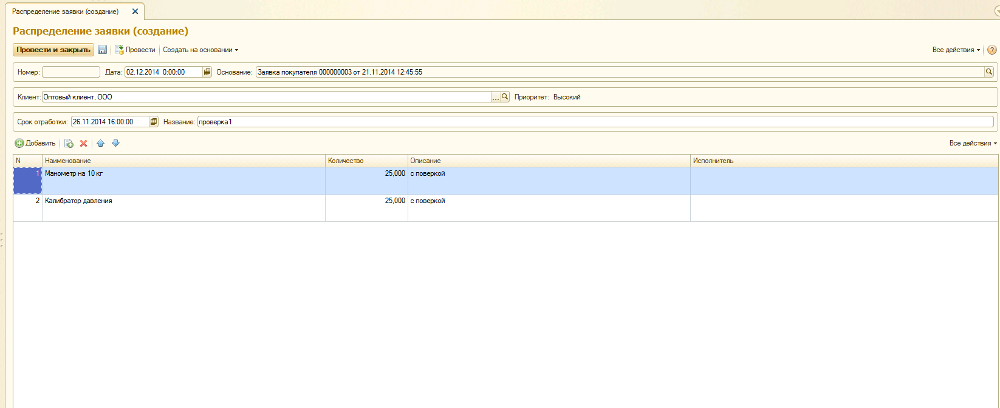 Распределение заявки (создание)
Распределение заявки (создание)
Провести и закрыть Провести Создать на основании Все действия ?
Номер: Дата: 02.12.2014 0:00:00 Основание: Заявка покупателя 000000003 от 21.11.2014 12:45:55
Клиент: Оптовый клиент, ООО ... Приоритет: Высокий
Срок отработки: 26.11.2014 16:00:00 Название: проверка1
Добавить Все действия
N Наименование Количество Описание Исполнитель
1 Манометр на 10 кг 25,000 с поверкой
2 Калибратор давления 25,000 с поверкой